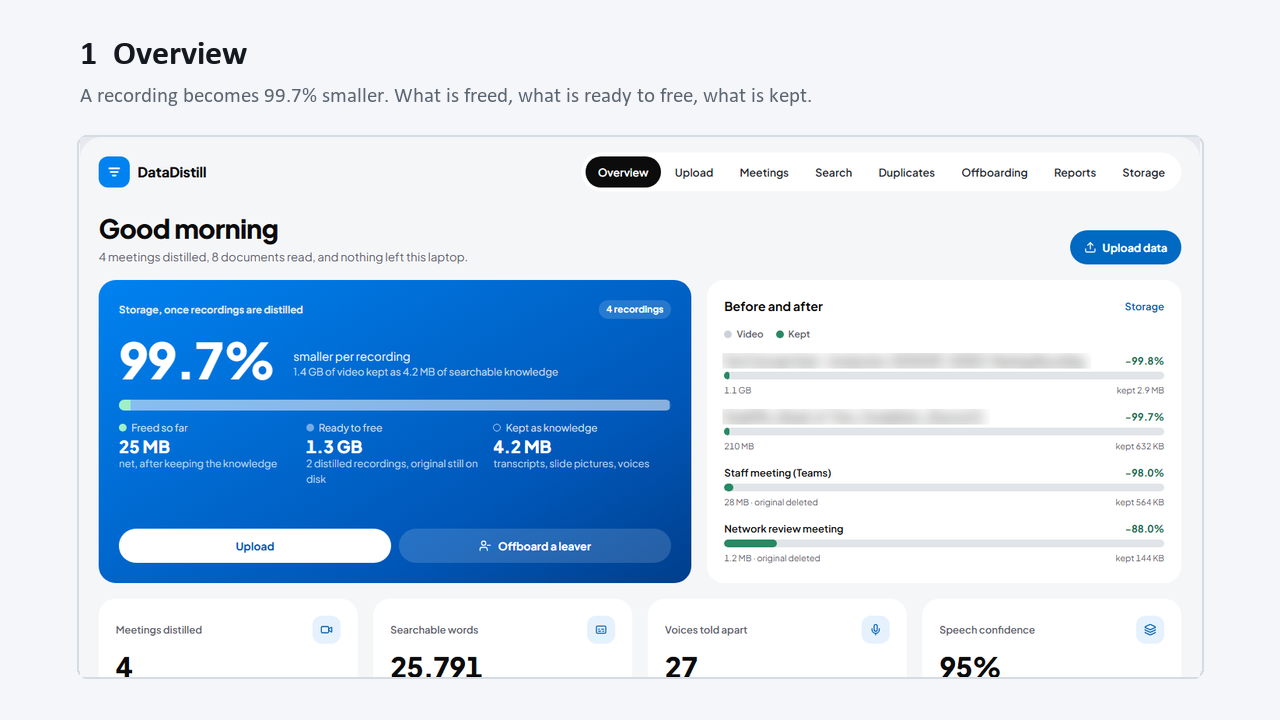 1 Overview
A recording becomes 99.7% smaller. What is freed, what is ready to free, what is kept.
DataDistill
Overview Upload Meetings Search Duplicates Offboarding Reports Storage
Good morning
4 meetings distilled, 8 documents read, and nothing left this laptop.
Upload data
Storage, once recordings are distilled
4 recordings
99.7%
smaller per recording
1.4 GB of video kept as 4.2 MB of searchable knowledge
Freed so far
25 MB
net, after keeping the knowledge
Ready to free
1.3 GB
2 distilled recordings, original still on
disk
Kept as knowledge
4.2 MB
transcripts, slide pictures, voices
Upload
Offboard a leaver
Before and after
Storage
Video Kept
-99.8%
1.1 GB kept 2.9 MB
-99.7%
210 MB kept 632 KB
Staff meeting (Teams) -98.0%
28 MB · original deleted kept 564 KB
Network review meeting -88.0%
1.2 MB · original deleted kept 144 KB
Meetings distilled
4
Searchable words
25,791
Voices told apart
27
Speech confidence
95%